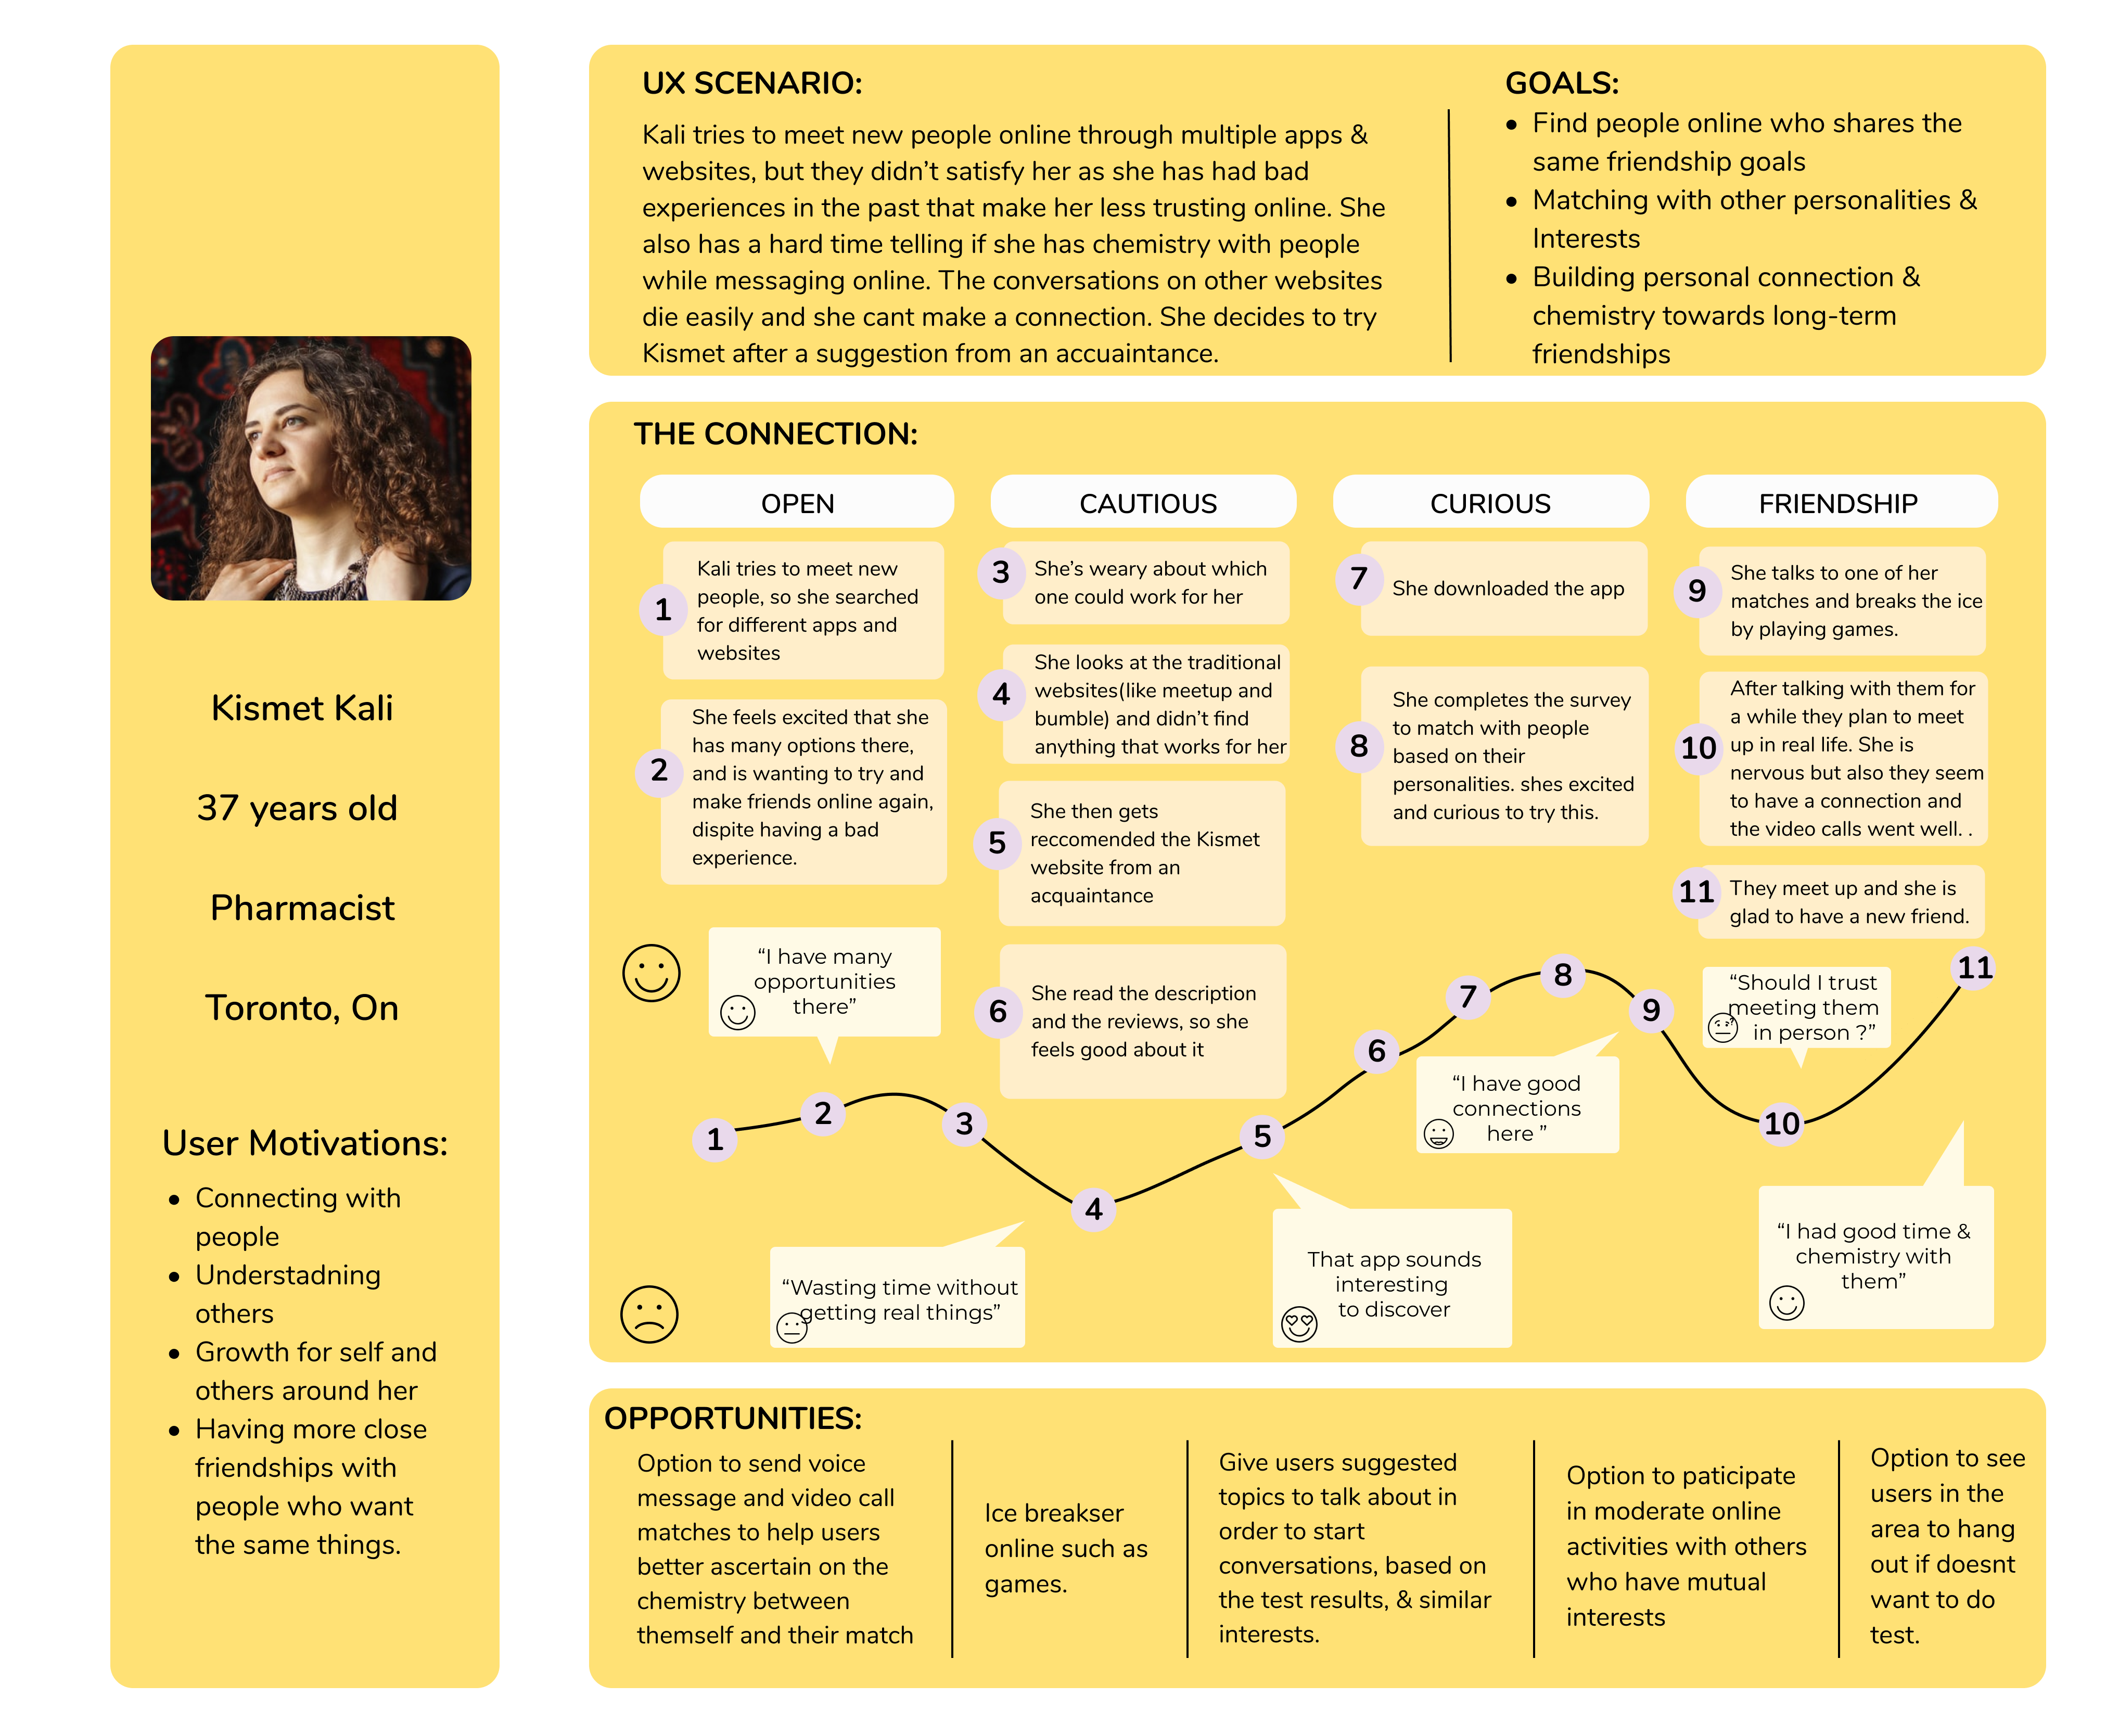 Kismet Kali
37 years old
Pharmacist
Toronto, On
User Motivations:
• Connecting with
people
• Understadning
others
• Growth for self and
others around her
• Having more close
friendships with
people who want
the same things.
UX SCENARIO:
Kali tries to meet new people online through multiple apps &
websites, but they didn’t satisfy her as she has had bad
experiences in the past that make her less trusting online. She
also has a hard time telling if she has chemistry with people
while messaging online. The conversations on other websites
die easily and she cant make a connection. She decides to try
Kismet after a suggestion from an accuaintance.
GOALS:
• Find people online who shares the
same friendship goals
• Matching with other personalities &
Interests
• Building personal connection &
chemistry towards long-term
friendships
THE CONNECTION:
OPEN
1
Kali tries to meet new
people, so she searched
for different apps and
websites
2
She feels excited that she
has many options there,
and is wanting to try and
make friends online again,
dispite having a bad
experience.
CAUTIOUS
3
She’s weary about which
one could work for her
4
She looks at the traditional
websites(like meetup and
bumble) and didn’t find
anything that works for her
5
She then gets
reccomended the Kismet
website from an
acquaintance
6
She read the description
and the reviews, so she
feels good about it
CURIOUS
7
She downloaded the app
8
She completes the survey
to match with people
based on their
personalities. shes excited
and curious to try this.
FRIENDSHIP
9
She talks to one of her
matches and breaks the ice
by playing games.
10
After talking with them for
a while they plan to meet
up in real life. She is
nervous but also they seem
to have a connection and
the video calls went well. .
11
They meet up and she is
glad to have a new friend.
“I have many
opportunities
there”
1
2
3
4
5
6
7
8
9
10
11
“Wasting time without
getting real things”
That app sounds
interesting
to discover
“I have good
connections
here ”
“Should I trust
meeting them
in person ?”
“I had good time &
chemistry with
them”
OPPORTUNITIES:
Option to send voice
message and video call
matches to help users
better ascertain on the
chemistry between
themself and their match
Ice breakser
online such as
games.
Give users suggested
topics to talk about in
order to start
conversations, based on
the test results, & similar
interests.
Option to paticipate
in moderate online
activities with others
who have mutual
interests
Option to see
users in the
area to hang
out if doesnt
want to do
test.